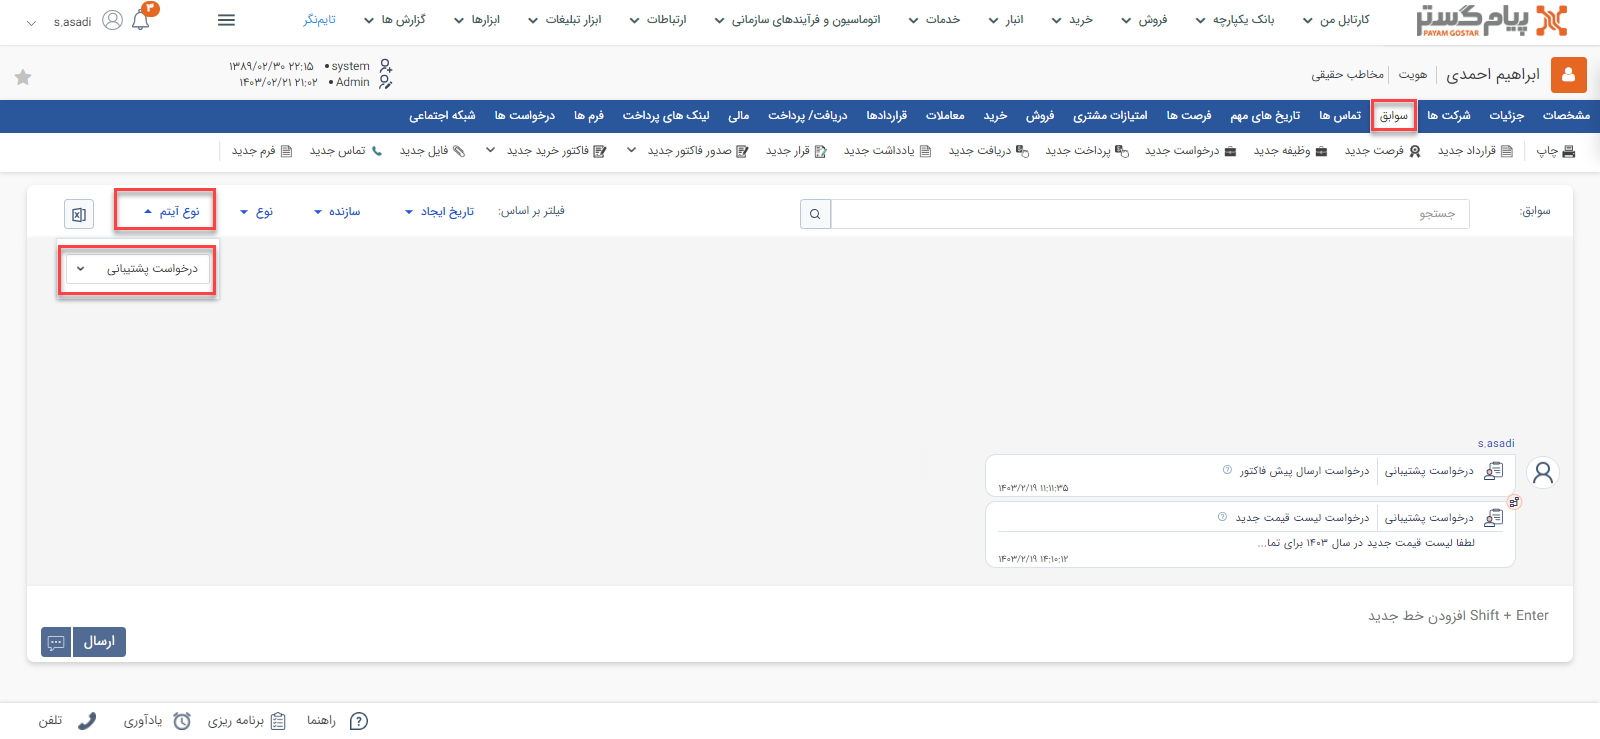 پیام گستر
PAYAM GOSTAR
کارتابل من
بانک یکپارچه
فروش
خرید
انبار
خدمات
اتوماسیون و فرآیندهای سازمانی
ارتباطات
ابزار تبلیغات
ابزارها
گزارش ها
تایم‌نگر
۳
s.asadi
ابراهیم احمدی
هویت
مخاطب حقیقی
system • ۱۳۸۹/۰۲/۳۰ ۲۲:۱۵
Admin • ۱۴۰۳/۰۲/۲۱ ۲۱:۰۲
مشخصات
جزئیات
شرکت ها
سوابق
تماس ها
تاریخ های مهم
فرصت ها
امتیازات مشتری
فروش
خرید
معاملات
قراردادها
دریافت/ پرداخت
مالی
لینک های پرداخت
فرم ها
درخواست ها
شبکه اجتماعی
چاپ
قرارداد جدید
فرصت جدید
وظیفه جدید
درخواست جدید
پرداخت جدید
دریافت جدید
یادداشت جدید
قرار جدید
صدور فاکتور جدید
فاکتور خرید جدید
فایل جدید
تماس جدید
فرم جدید
سوابق:
جستجو
فیلتر بر اساس:
تاریخ ایجاد
سازنده
نوع
نوع آیتم
درخواست پشتیبانی
s.asadi
درخواست پشتیبانی
درخواست ارسال پیش فاکتور
۱۴۰۳/۲/۱۹ ۱۱:۱۱:۳۵
درخواست پشتیبانی
درخواست لیست قیمت جدید
لطفا لیست قیمت جدید در سال ۱۴۰۳ برای تما...
۱۴۰۳/۲/۱۹ ۱۴:۱۰:۱۲
Shift + Enter افزودن خط جدید
ارسال
راهنما
برنامه ریزی
یادآوری
تلفن